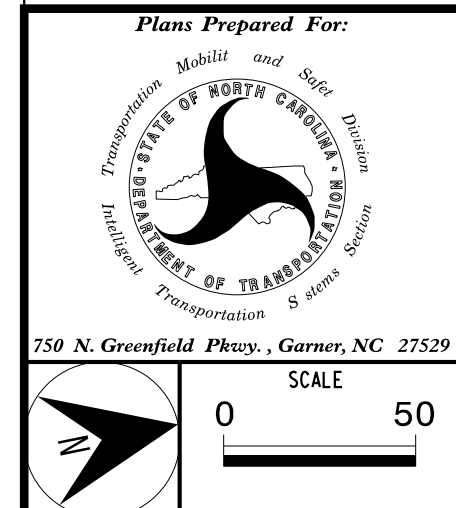 Plans Prepared For:
Transportation Mobilit and Safet Division
STATE OF NORTH CAROLINA
DEPARTMENT OF TRANSPORTATION
Intelligent Transportation S stems Section
750 N. Greenfield Pkwy. , Garner, NC 27529
N
SCALE
0 50